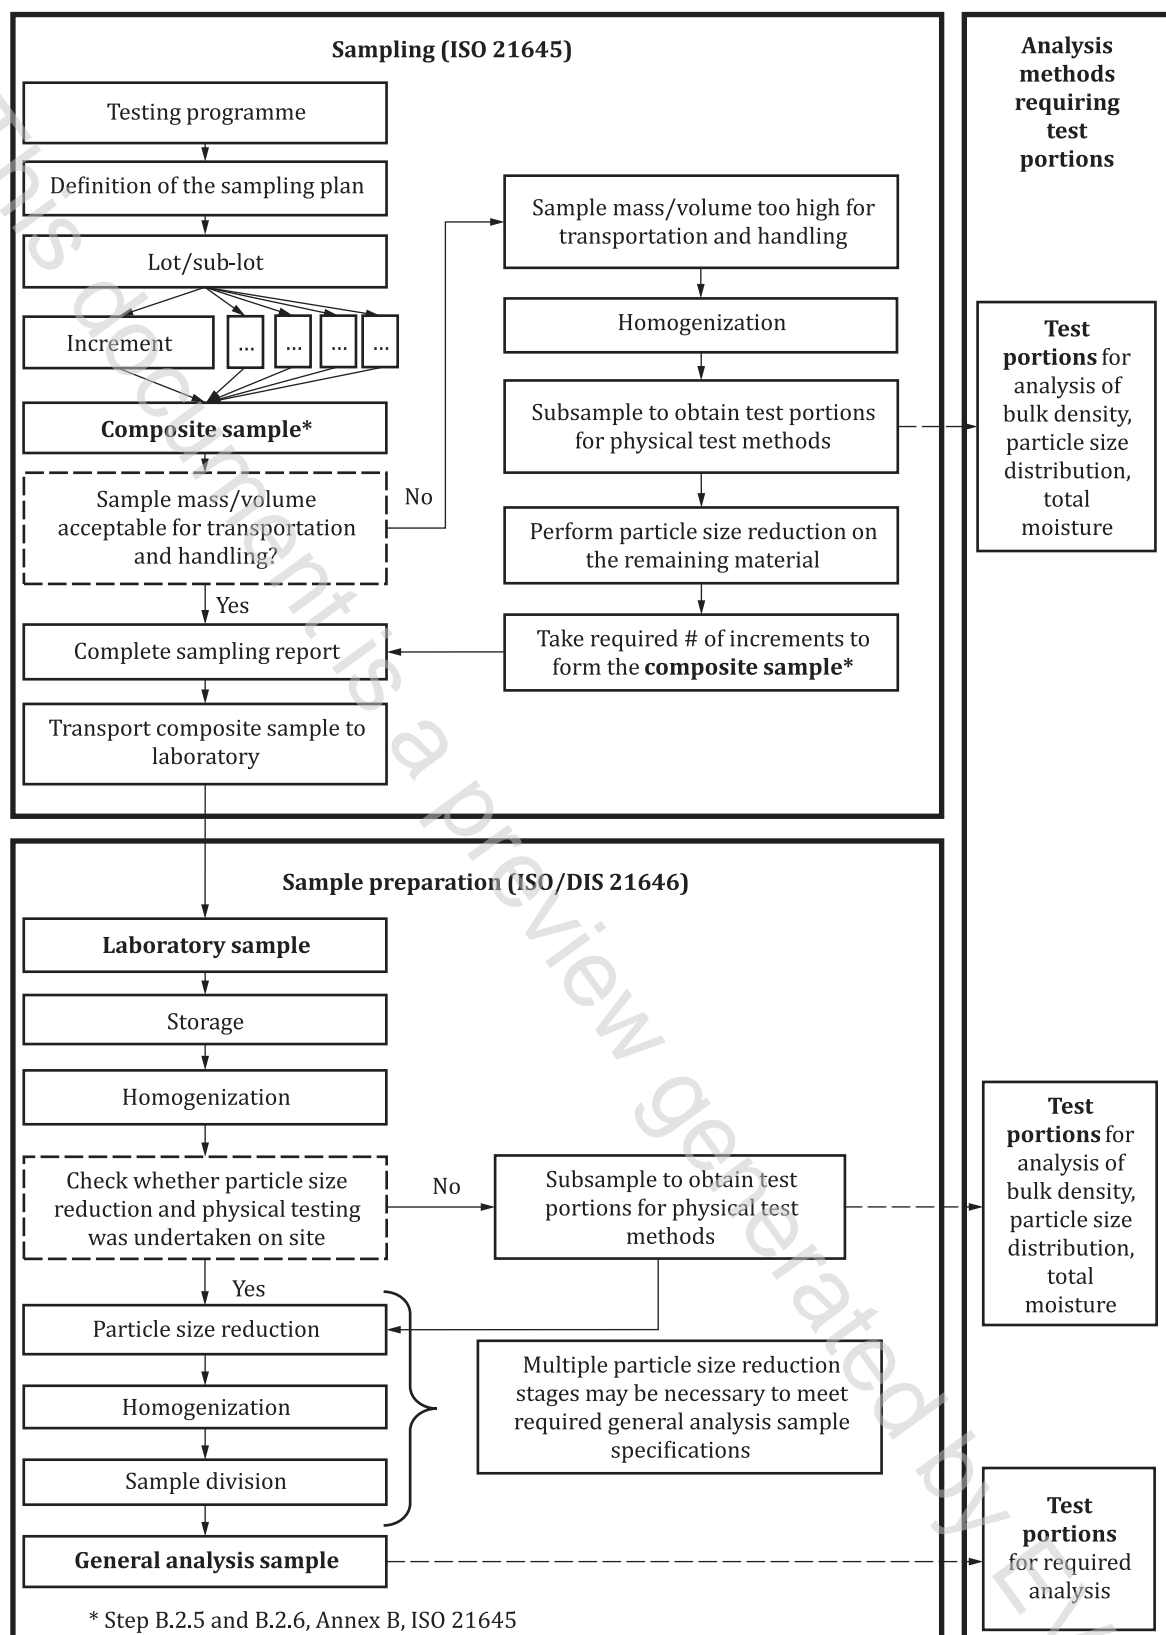 Sampling (ISO 21645)
Testing programme
Definition of the sampling plan
Lot/sub-lot
Increment
...
...
...
...
Composite sample*
Sample mass/volume
acceptable for transportation
and handling?
No
Yes
Complete sampling report
Transport composite sample to
laboratory
Sample mass/volume too high for
transportation and handling
Homogenization
Subsample to obtain test portions
for physical test methods
Perform particle size reduction on
the remaining material
Take required # of increments to
form the composite sample*
Analysis
methods
requiring
test
portions
Test
portions for
analysis of
bulk density,
particle size
distribution,
total
moisture
Sample preparation (ISO/DIS 21646)
Laboratory sample
Storage
Homogenization
Check whether particle size
reduction and physical testing
was undertaken on site
No
Yes
Subsample to obtain test
portions for physical test
methods
Test
portions for
analysis of
bulk density,
particle size
distribution,
total
moisture
Particle size reduction
Homogenization
Sample division
Multiple particle size reduction
stages may be necessary to meet
required general analysis sample
specifications
General analysis sample
Test
portions
for required
analysis
* Step B.2.5 and B.2.6, Annex B, ISO 21645
This document is a preview generated by